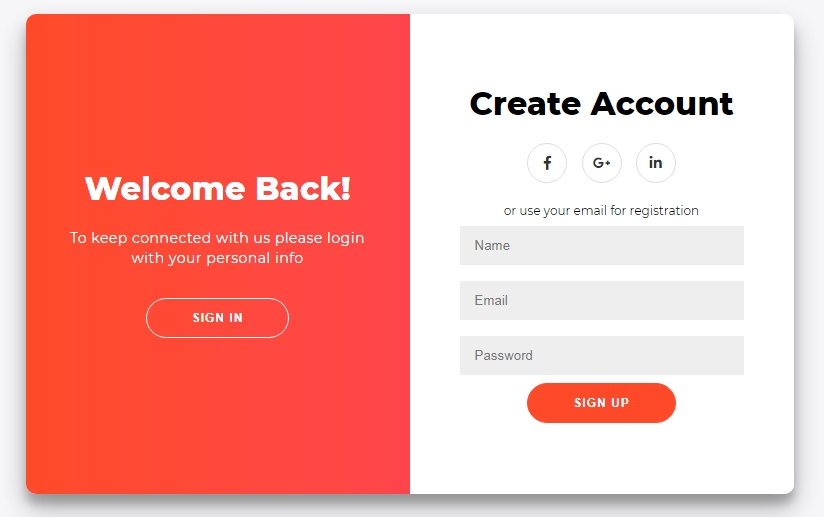 Welcome Back!
To keep connected with us please login
with your personal info
SIGN IN
Create Account
f
G+
in
or use your email for registration
Name
Email
Password
SIGN UP